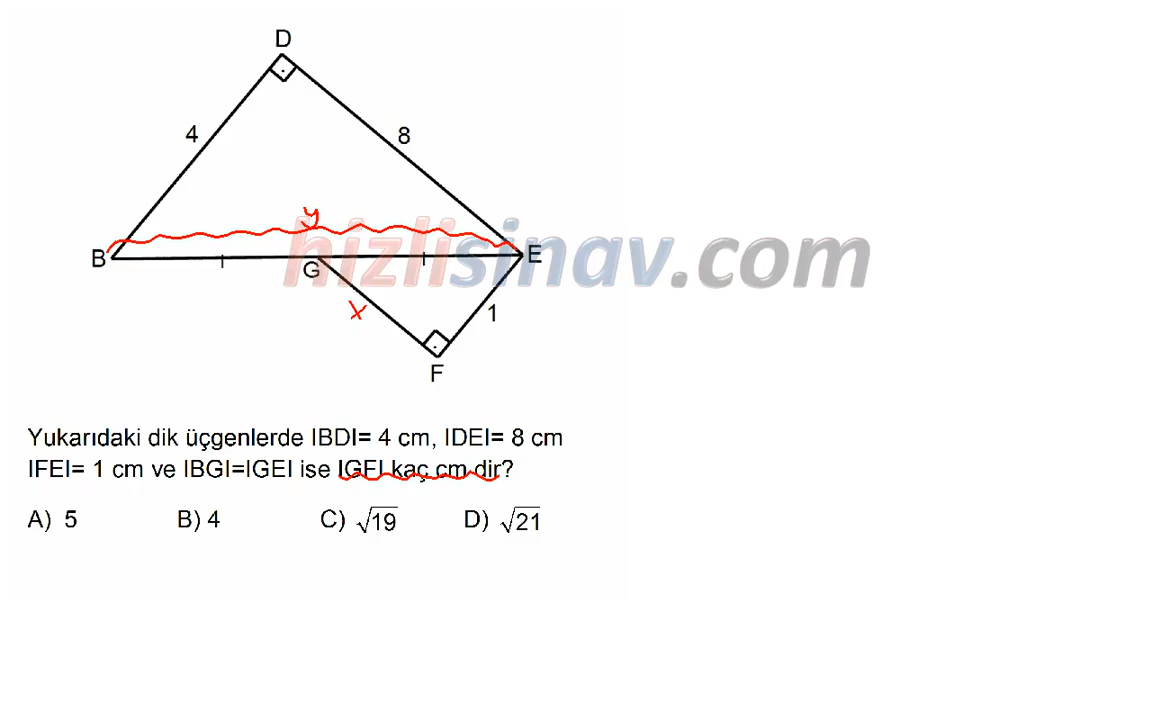 D
4
8
y
hizlisinav.com
B
G
E
x
1
F
Yukarıdaki dik üçgenlerde IBDI= 4 cm, IDEI= 8 cm
IFEI= 1 cm ve IBGI=IGEI ise IGFI kaç cm dir?
A) 5 B) 4 C) √19 D) √21